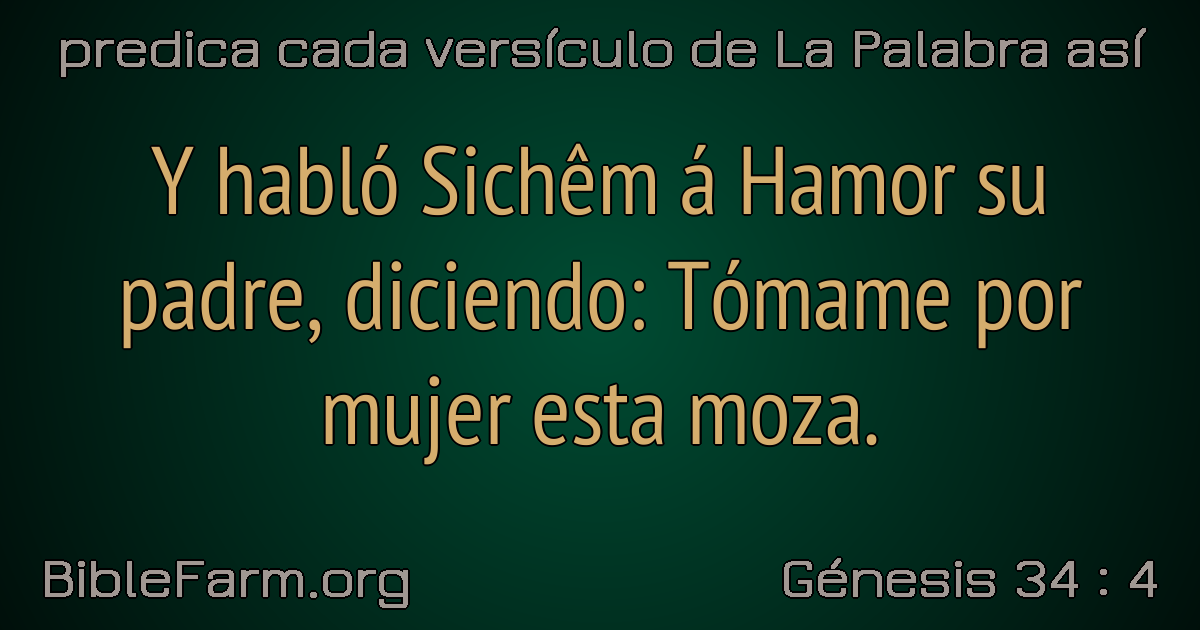 predica cada versículo de La Palabra así
Y habló Sichêm á Hamor su
padre, diciendo: Tómame por
mujer esta moza.
BibleFarm.org
Génesis 34 : 4